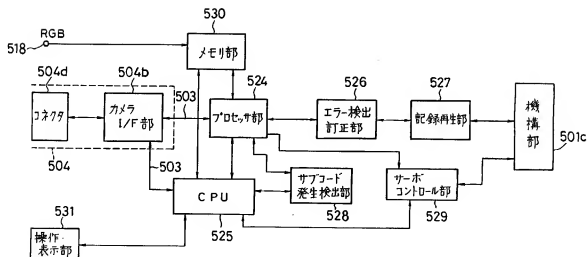 530
RGB
518
メモリ部
504d
504b
503
524
526
527
コネクタ
カメラ
I/F部
プロセッサ部
エラー検出
訂正部
記録再生部
機構部
501c
504
503
サブコード
発生検出部
528
サーボ
コントロール部
529
CPU
525
531
操作・
表示部